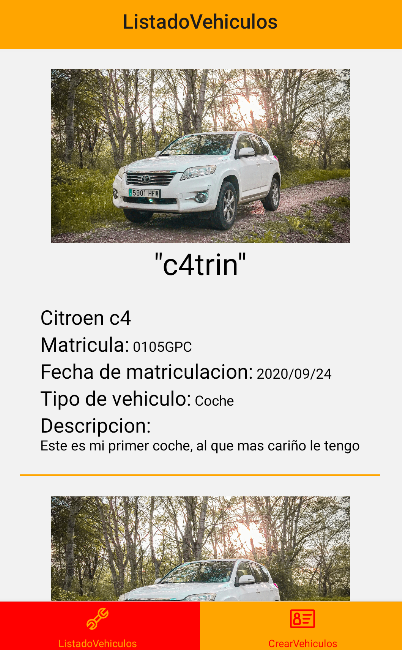 ListadoVehiculos
"c4trin"
Citroen c4
Matricula: 0105GPC
Fecha de matriculacion: 2020/09/24
Tipo de vehiculo: Coche
Descripcion:
Este es mi primer coche, al que mas cariño le tengo
ListadoVehiculos
CrearVehiculos